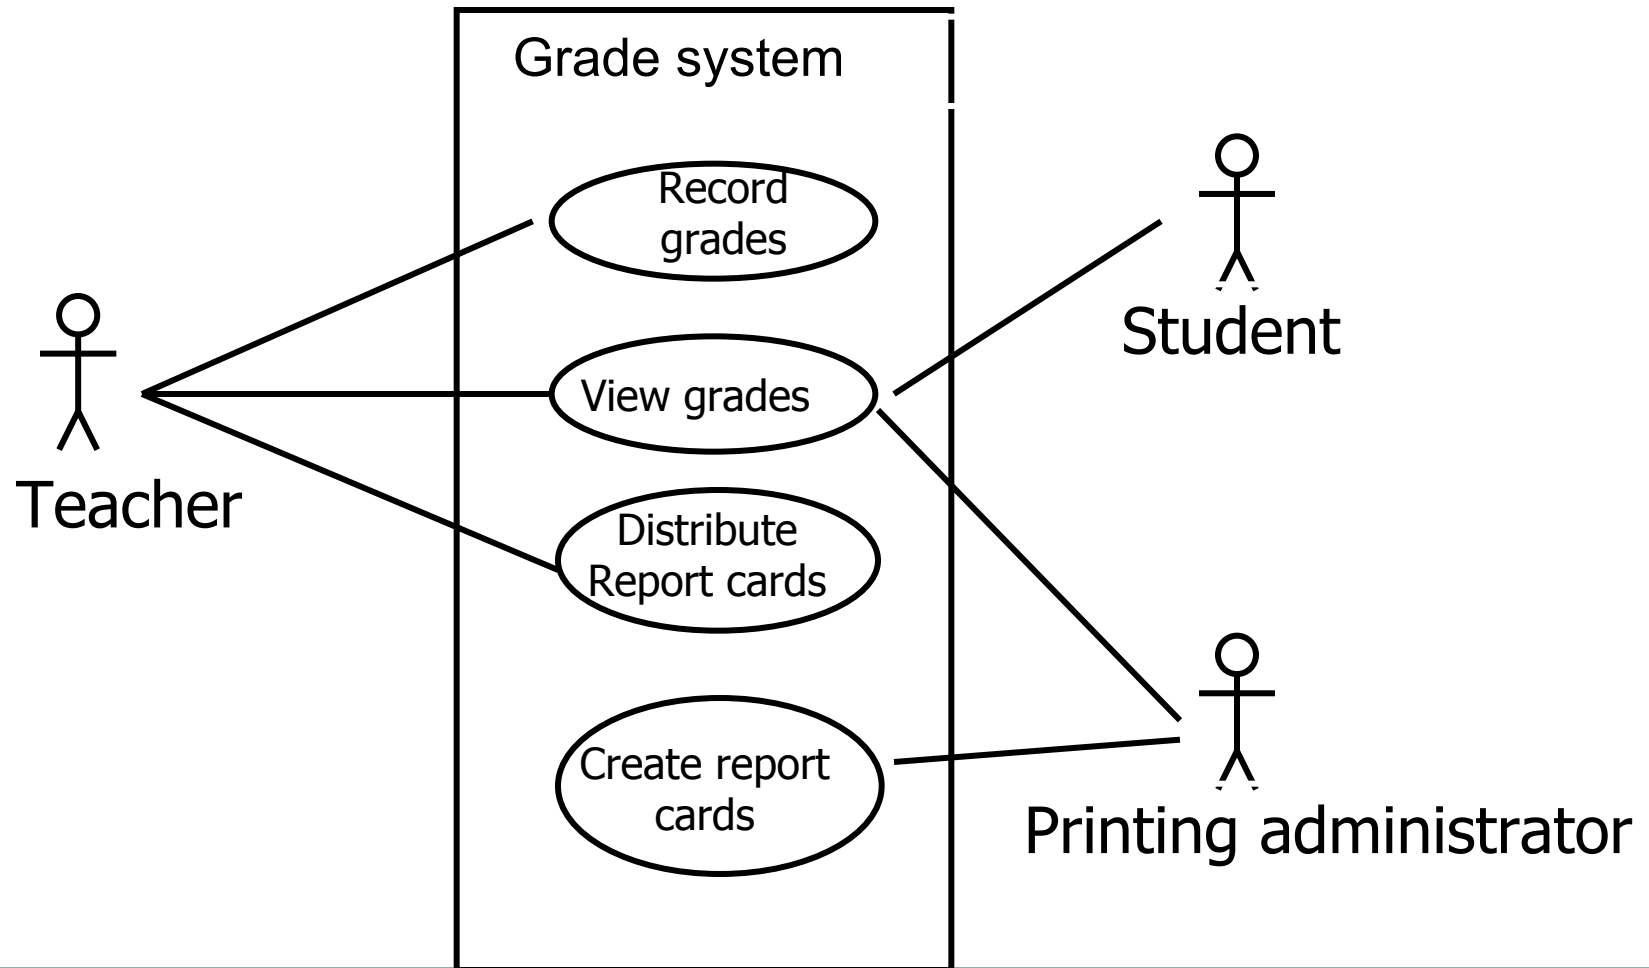 Grade system
Record
grades
View grades
Distribute
Report cards
Create report
cards
Teacher
Student
Printing administrator